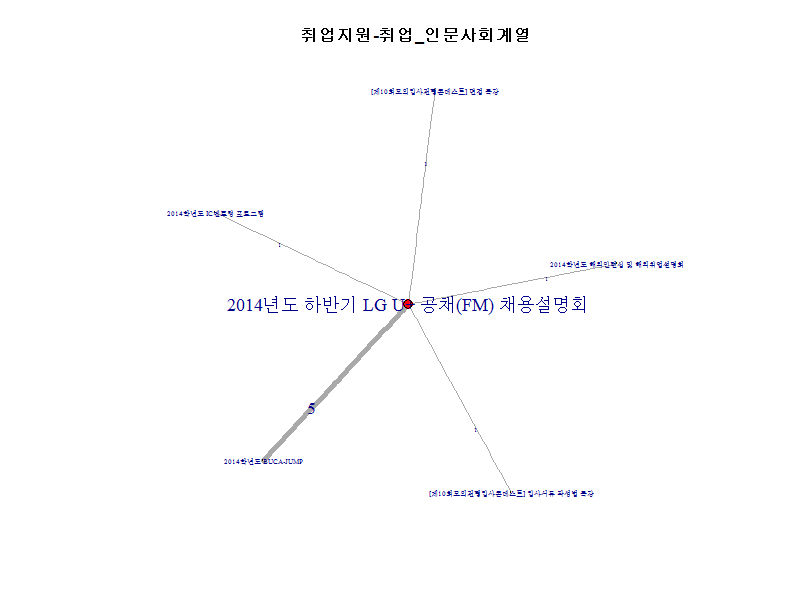 취업지원-취업_인문사회계열
[제10회모의입사전형콘테스트] 면접 특강
1
2014학년도 IC멘토링 프로그램
1
2014학년도 해외인턴십 및 해외취업설명회
1
2014년도 하반기 LG U+ 공채(FM) 채용설명회
5
1
2014학년도 BUCA-JUMP
[제10회모의전형입사콘테스트] 입사서류 작성법 특강